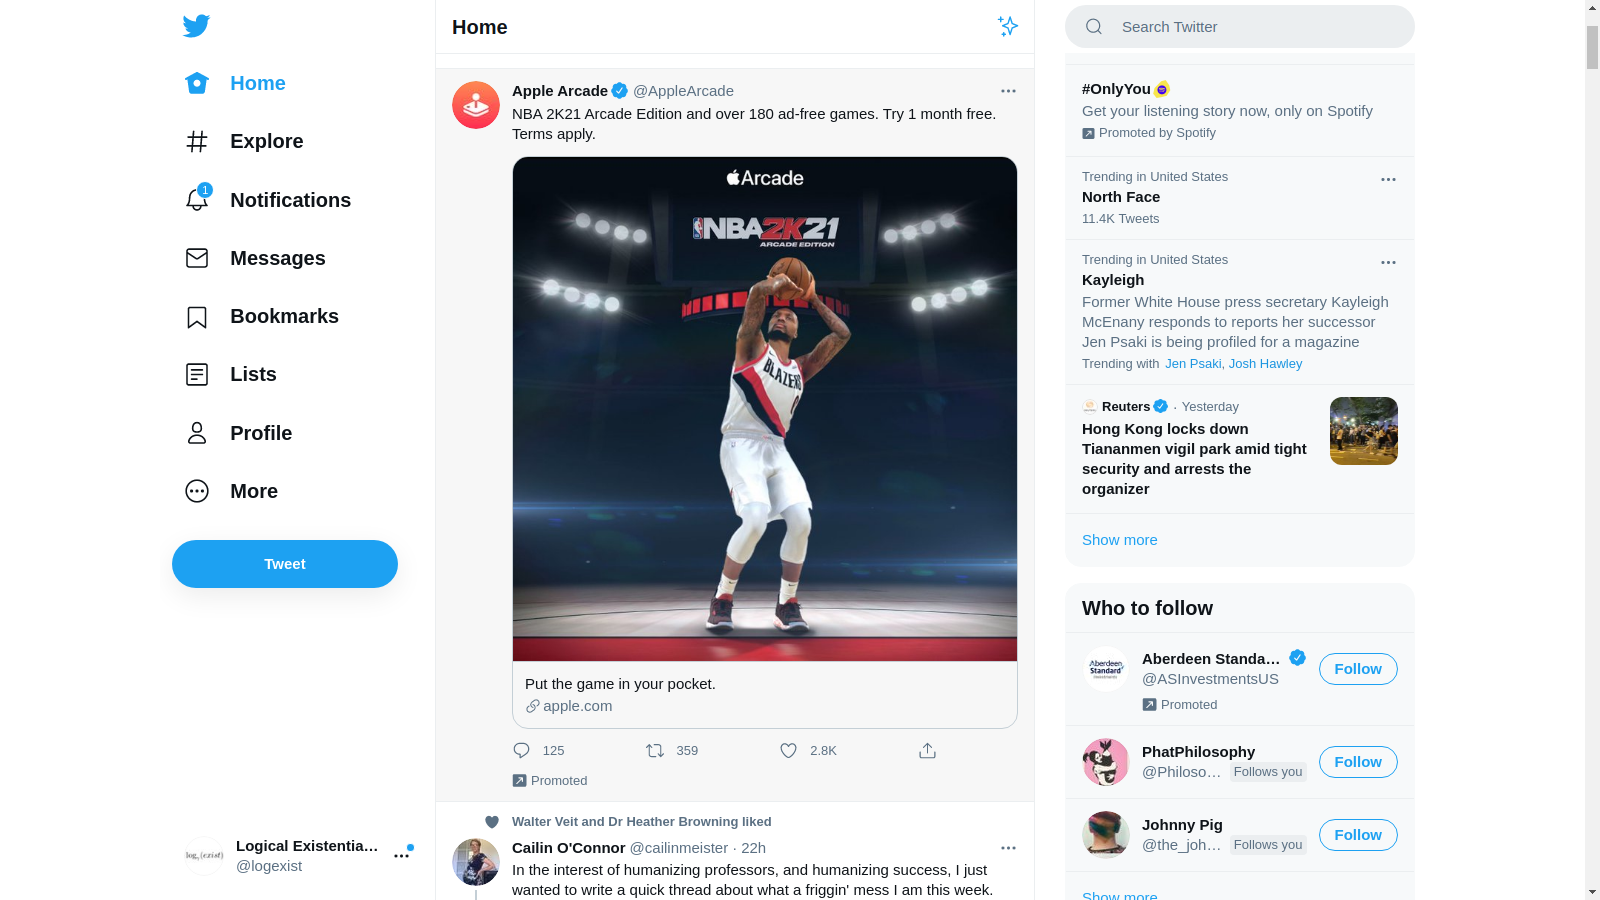 Home
Explore
1
Notifications
Messages
Bookmarks
Lists
Profile
More
Tweet
Logical Existentia...
@logexist
Home
Apple Arcade @AppleArcade
NBA 2K21 Arcade Edition and over 180 ad-free games. Try 1 month free.
Terms apply.
Arcade
NBA 2K21
ARCADE EDITION
BLAZERS
Put the game in your pocket.
apple.com
125 359 2.8K
Promoted
Walter Veit and Dr Heather Browning liked
Cailin O'Connor @cailinmeister · 22h
In the interest of humanizing professors, and humanizing success, I just
wanted to write a quick thread about what a friggin' mess I am this week.
Search Twitter
#OnlyYou
Get your listening story now, only on Spotify
Promoted by Spotify
Trending in United States
North Face
11.4K Tweets
Trending in United States
Kayleigh
Former White House press secretary Kayleigh
McEnany responds to reports her successor
Jen Psaki is being profiled for a magazine
Trending with Jen Psaki, Josh Hawley
Reuters · Yesterday
Hong Kong locks down
Tiananmen vigil park amid tight
security and arrests the
organizer
Show more
Who to follow
Aberdeen Standard
Aberdeen Standa...
@ASInvestmentsUS
Promoted
Follow
PhatPhilosophy
@Philoso... Follows you
Follow
Johnny Pig
@the_joh... Follows you
Follow
Show more